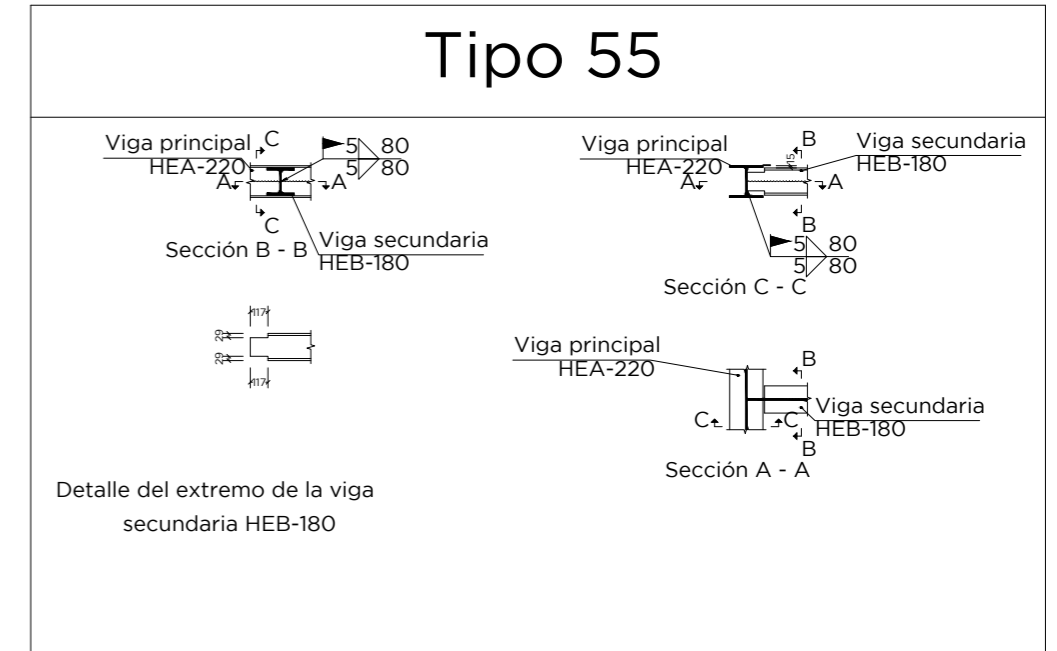 Tipo 55
Viga principal
HEA-220
C
5 80
5 80
A
A
C
Sección B - B
Viga secundaria
HEB-180
Viga principal
HEA-220
B
15
Viga secundaria
HEB-180
A
A
B
5 80
5 80
Sección C - C
117
29
29
117
Detalle del extremo de la viga
secundaria HEB-180
Viga principal
HEA-220
B
C
C
Viga secundaria
HEB-180
B
Sección A - A